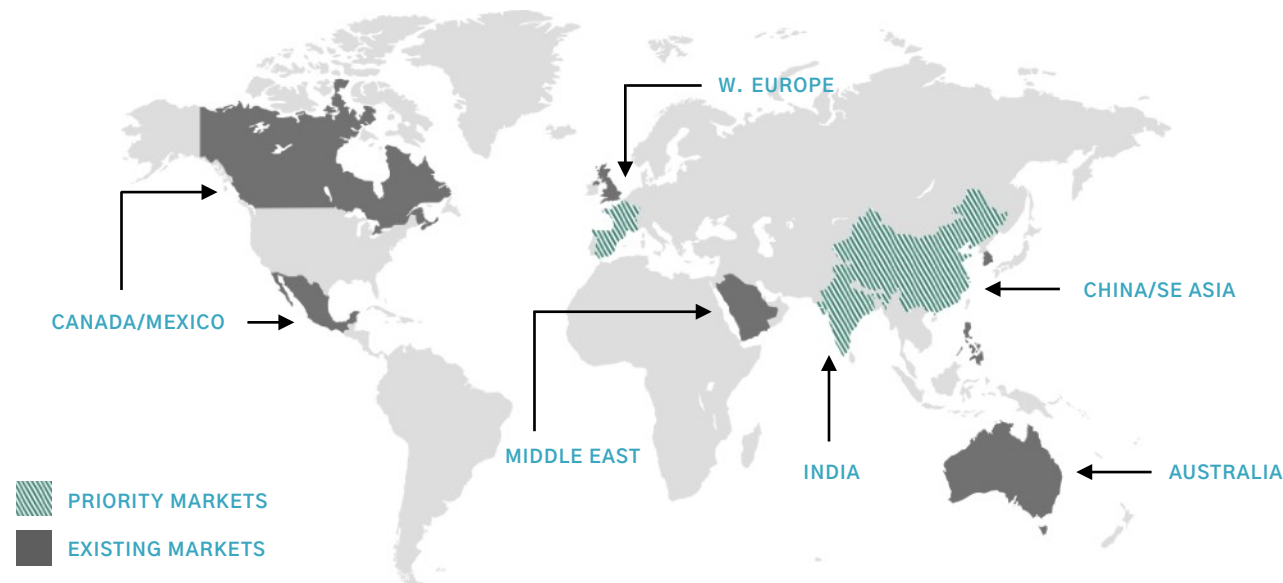 W. EUROPE
CHINA/SE ASIA
CANADA/MEXICO
MIDDLE EAST
INDIA
AUSTRALIA
PRIORITY MARKETS
EXISTING MARKETS